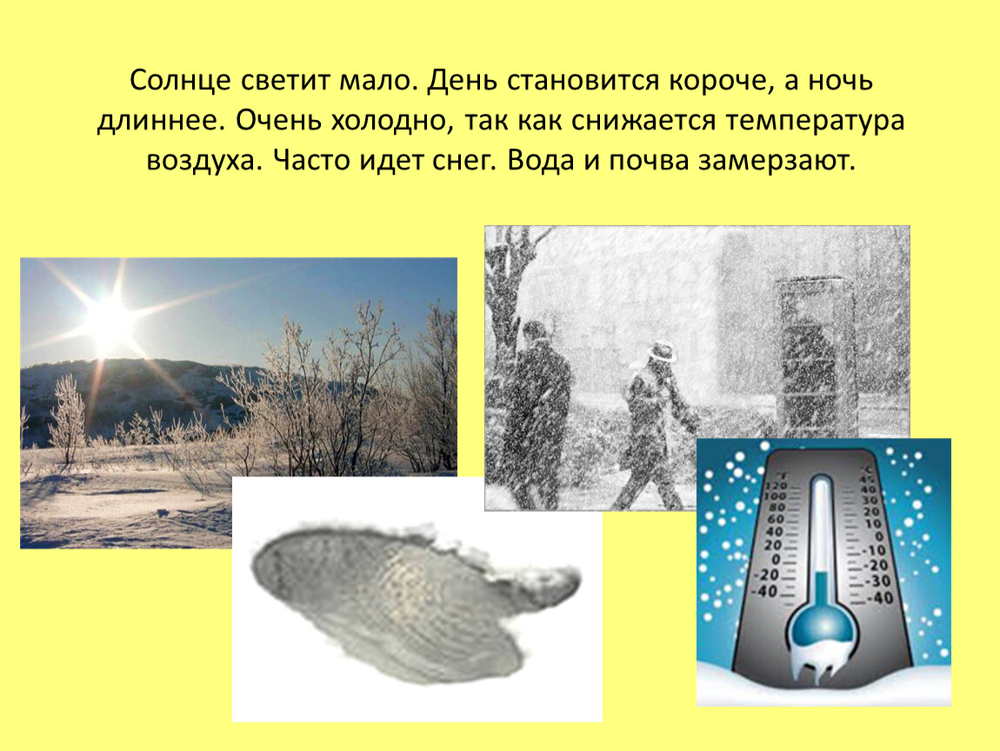 Солнце светит мало. День становится короче, а ночь
длиннее. Очень холодно, так как снижается температура
воздуха. Часто идет снег. Вода и почва замерзают.
°F °C
120 45
100 40
80 30
60 20
40 10
20 0
0 -10
-20 -20
-40 -30
-40